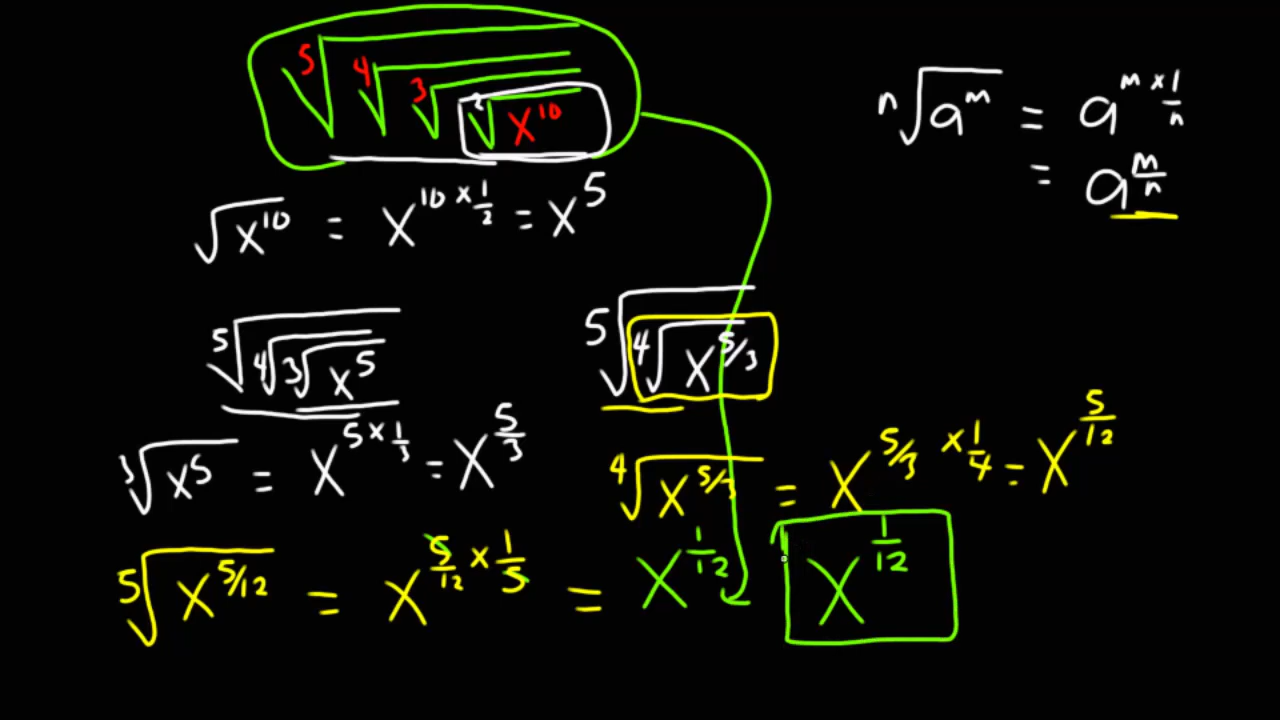 ⁵√ ⁴√ ³√ ²√ x¹⁰
ⁿ√aᵐ = a^(m × 1/n)
= a^(m/n)
√x¹⁰ = x^(10 × 1/2) = x⁵
⁵√ ⁴√ ³√ x⁵
⁵√ ⁴√ x^(5/3)
³√x⁵ = x^(5 × 1/3) = x^(5/3)
⁴√x^(5/3) = x^(5/3 × 1/4) = x^(5/12)
⁵√x^(5/12) = x^(5/12 × 1/5) = x^(1/12)
x^(1/12)